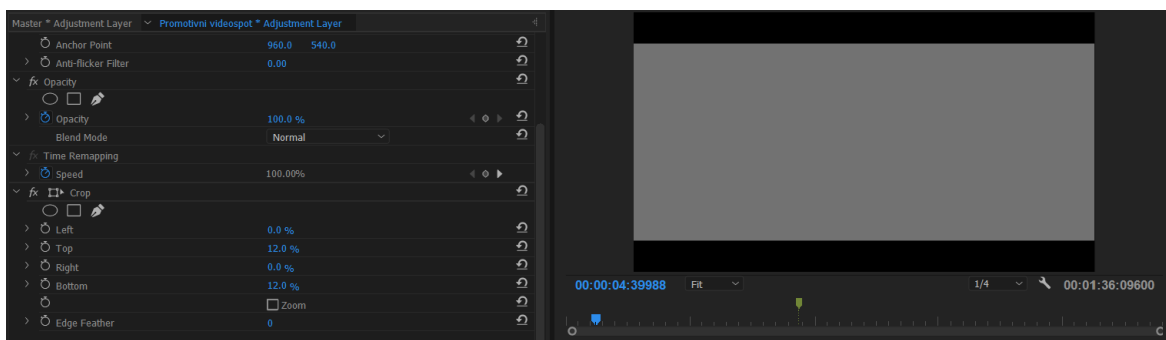 Master * Adjustment Layer Promotivni videospot * Adjustment Layer
Anchor Point 960.0 540.0
Anti-flicker Filter 0.00
fx Opacity
Opacity 100.0 %
Blend Mode Normal
fx Time Remapping
Speed 100.00%
fx Crop
Left 0.0 %
Top 12.0 %
Right 0.0 %
Bottom 12.0 %
Zoom
Edge Feather 0
00:00:04:39988 Fit 1/4 00:01:36:09600